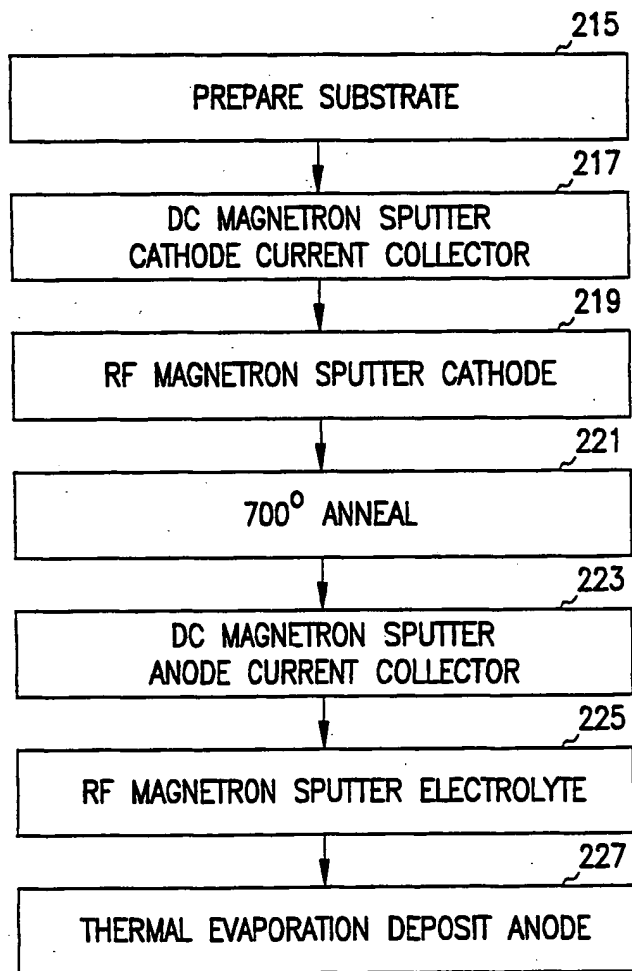 215
PREPARE SUBSTRATE
217
DC MAGNETRON SPUTTER
CATHODE CURRENT COLLECTOR
219
RF MAGNETRON SPUTTER CATHODE
221
700° ANNEAL
223
DC MAGNETRON SPUTTER
ANODE CURRENT COLLECTOR
225
RF MAGNETRON SPUTTER ELECTROLYTE
227
THERMAL EVAPORATION DEPOSIT ANODE